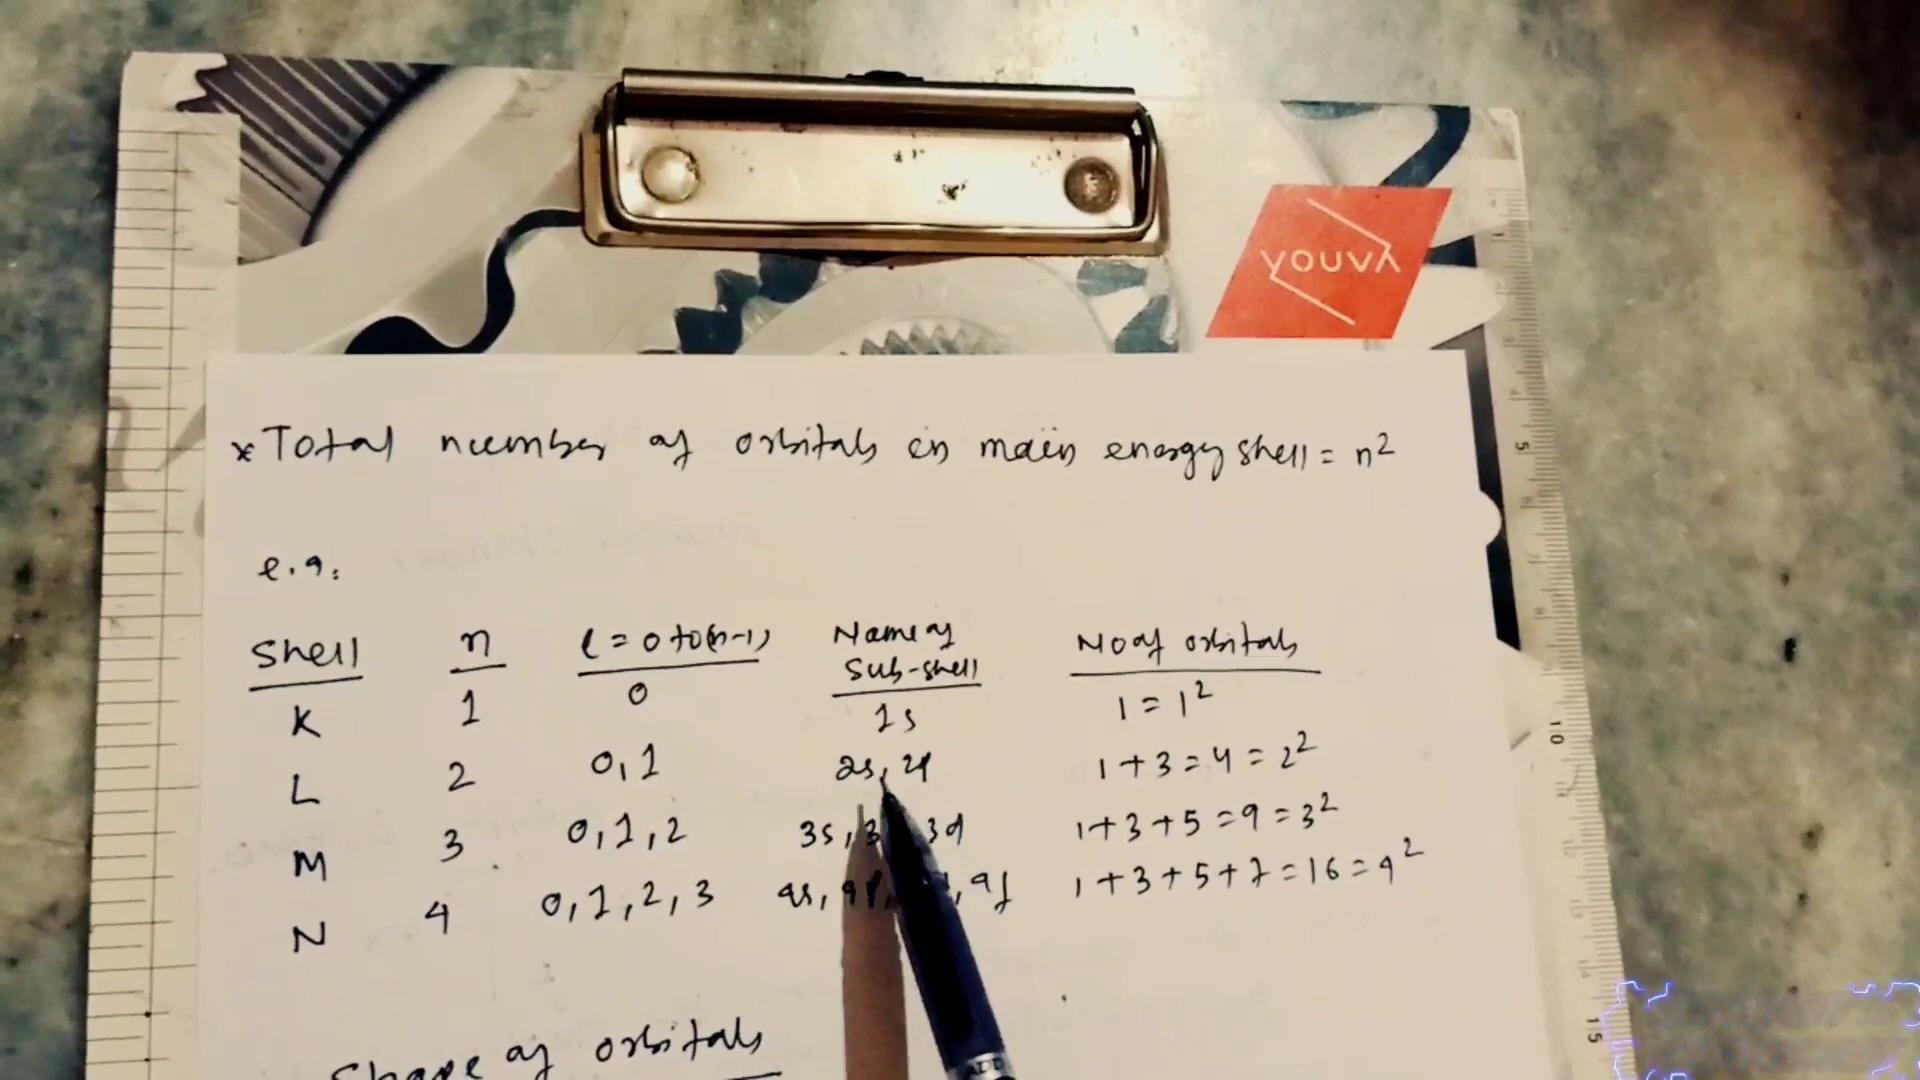 YOUVA
* Total number of orbitals in main energy shell = n²
e.g.
Shell n l = 0 to (n-1) Name of Sub-shell No of orbitals
K 1 0 1s 1 = 1²
L 2 0, 1 2s, 2p 1 + 3 = 4 = 2²
M 3 0, 1, 2 3s, 3d 1 + 3 + 5 = 9 = 3²
N 4 0, 1, 2, 3 4s, 4p, 4f 1 + 3 + 5 + 7 = 16 = 4²
Shape of orbitals